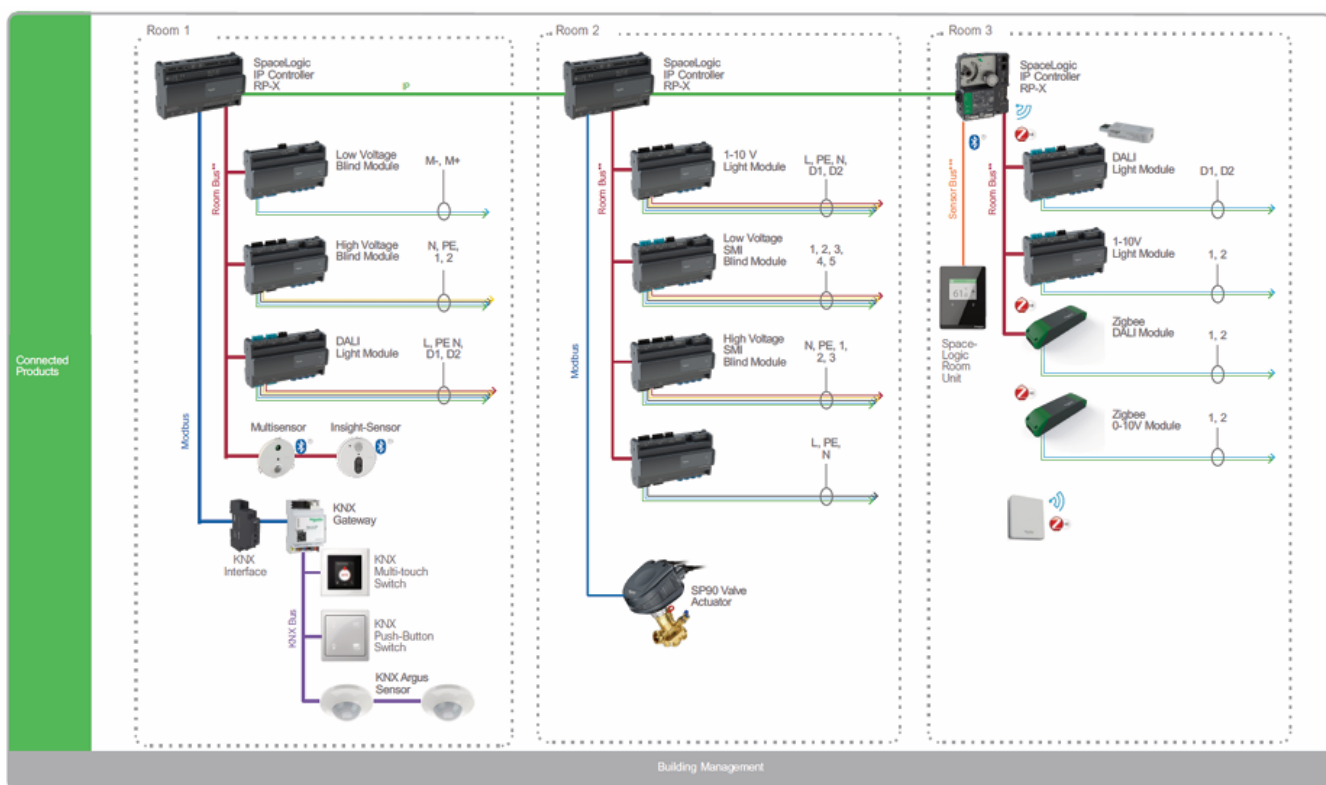 Connected
Products
Room 1
SpaceLogic
IP Controller
RP-X
IP
Room Bus**
Low Voltage
Blind Module
M-, M+
High Voltage
Blind Module
N, PE,
1, 2
DALI
Light Module
L, PE N,
D1, D2
Multisensor
Insight-Sensor
Modbus
KNX
Gateway
KNX
Interface
KNX
Multi-touch
Switch
KNX Bus
KNX
Push-Button
Switch
KNX Argus
Sensor
Room 2
SpaceLogic
IP Controller
RP-X
Room Bus**
1-10 V
Light Module
L, PE, N,
D1, D2
Low Voltage
SMI
Blind Module
1, 2, 3,
4, 5
High Voltage
SMI
Blind Module
N, PE, 1,
2, 3
Modbus
L, PE,
N
SP90 Valve
Actuator
Room 3
SpaceLogic
IP Controller
RP-X
Sensor Bus***
Room Bus**
DALI
Light Module
D1, D2
1-10V
Light Module
1, 2
Space-
Logic
Room
Unit
Zigbee
DALI Module
1, 2
Zigbee
0-10V Module
1, 2
Building Management